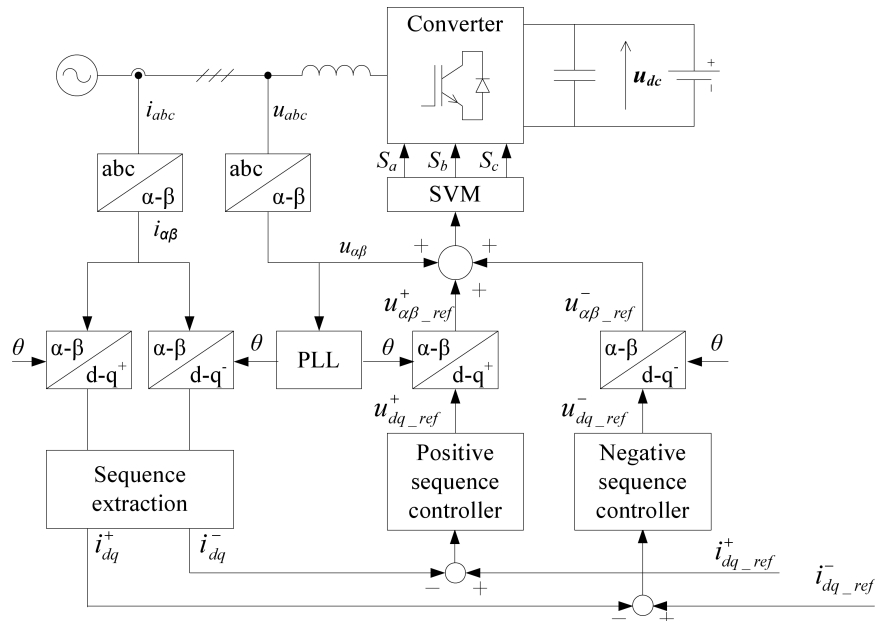 Converter
u_dc
+
−
i_abc
u_abc
S_a S_b S_c
abc
α-β
abc
α-β
SVM
i_αβ
u_αβ
+ +
+
u⁺_αβ_ref
u⁻_αβ_ref
θ
α-β
d-q⁺
α-β
d-q⁻
θ
PLL
θ
α-β
d-q⁺
α-β
d-q⁻
θ
u⁺_dq_ref
u⁻_dq_ref
Sequence
extraction
Positive
sequence
controller
Negative
sequence
controller
i⁺_dq
i⁻_dq
i⁺_dq_ref
− +
i⁻_dq_ref
− +